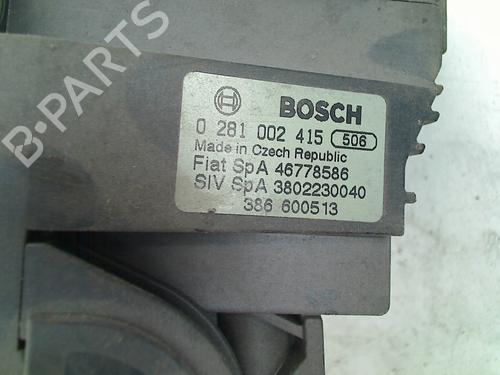 BOSCH
0 281 002 415 506
Made in Czech Republic
Fiat SpA 46778586
SIV SpA 3802230040
386 600513
B-PARTS